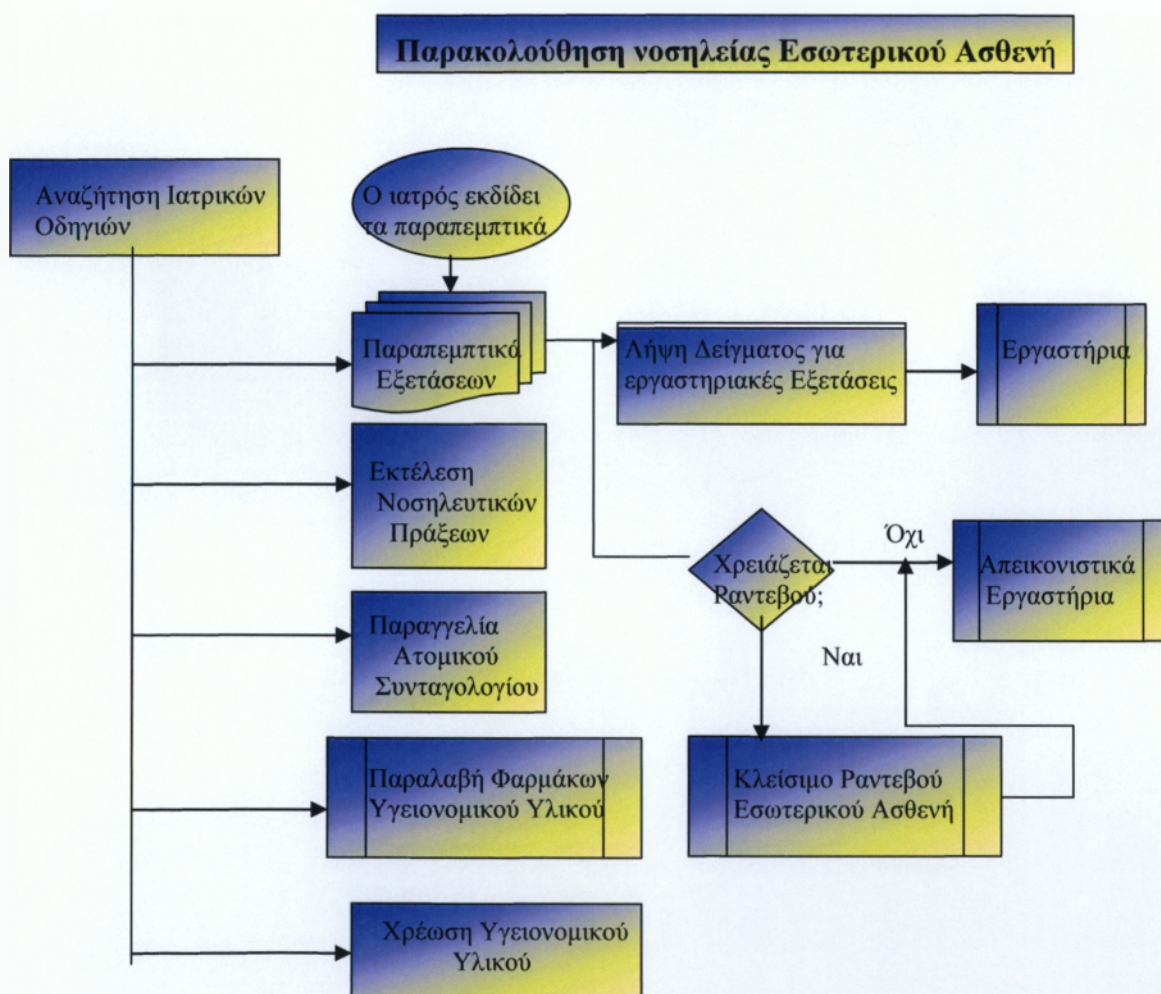 Παρακολούθηση νοσηλείας Εσωτερικού Ασθενή
Αναζήτηση Ιατρικών
Οδηγιών
Ο ιατρός εκδίδει
τα παραπεμπτικά
Παραπεμπτικά
Εξετάσεων
Λήψη Δείγματος για
εργαστηριακές Εξετάσεις
Εργαστήρια
Εκτέλεση
Νοσηλευτικών
Πράξεων
Χρειάζεται
Ραντεβού;
Όχι
Απεικονιστικά
Εργαστήρια
Παραγγελία
Ατομικού
Συνταγολογίου
Ναι
Παραλαβή Φαρμάκων
Υγειονομικού Υλικού
Κλείσιμο Ραντεβού
Εσωτερικού Ασθενή
Χρέωση Υγειονομικού
Υλικού